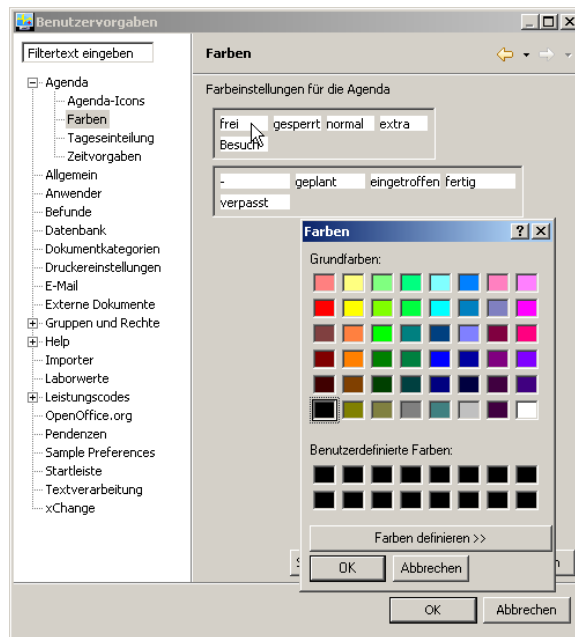 Benutzervorgaben
Filtertext eingeben
Farben
Agenda
Agenda-Icons
Farben
Tageseinteilung
Zeitvorgaben
Allgemein
Anwender
Befunde
Datenbank
Dokumentkategorien
Druckereinstellungen
E-Mail
Externe Dokumente
Gruppen und Rechte
Help
Importer
Laborwerte
Leistungscodes
OpenOffice.org
Pendenzen
Sample Preferences
Startleiste
Textverarbeitung
xChange
Farbeinstellungen für die Agenda
frei gesperrt normal extra
Besuch
- geplant eingetroffen fertig
verpasst
Farben
Grundfarben:
Benutzerdefinierte Farben:
Farben definieren >>
OK Abbrechen
OK Abbrechen